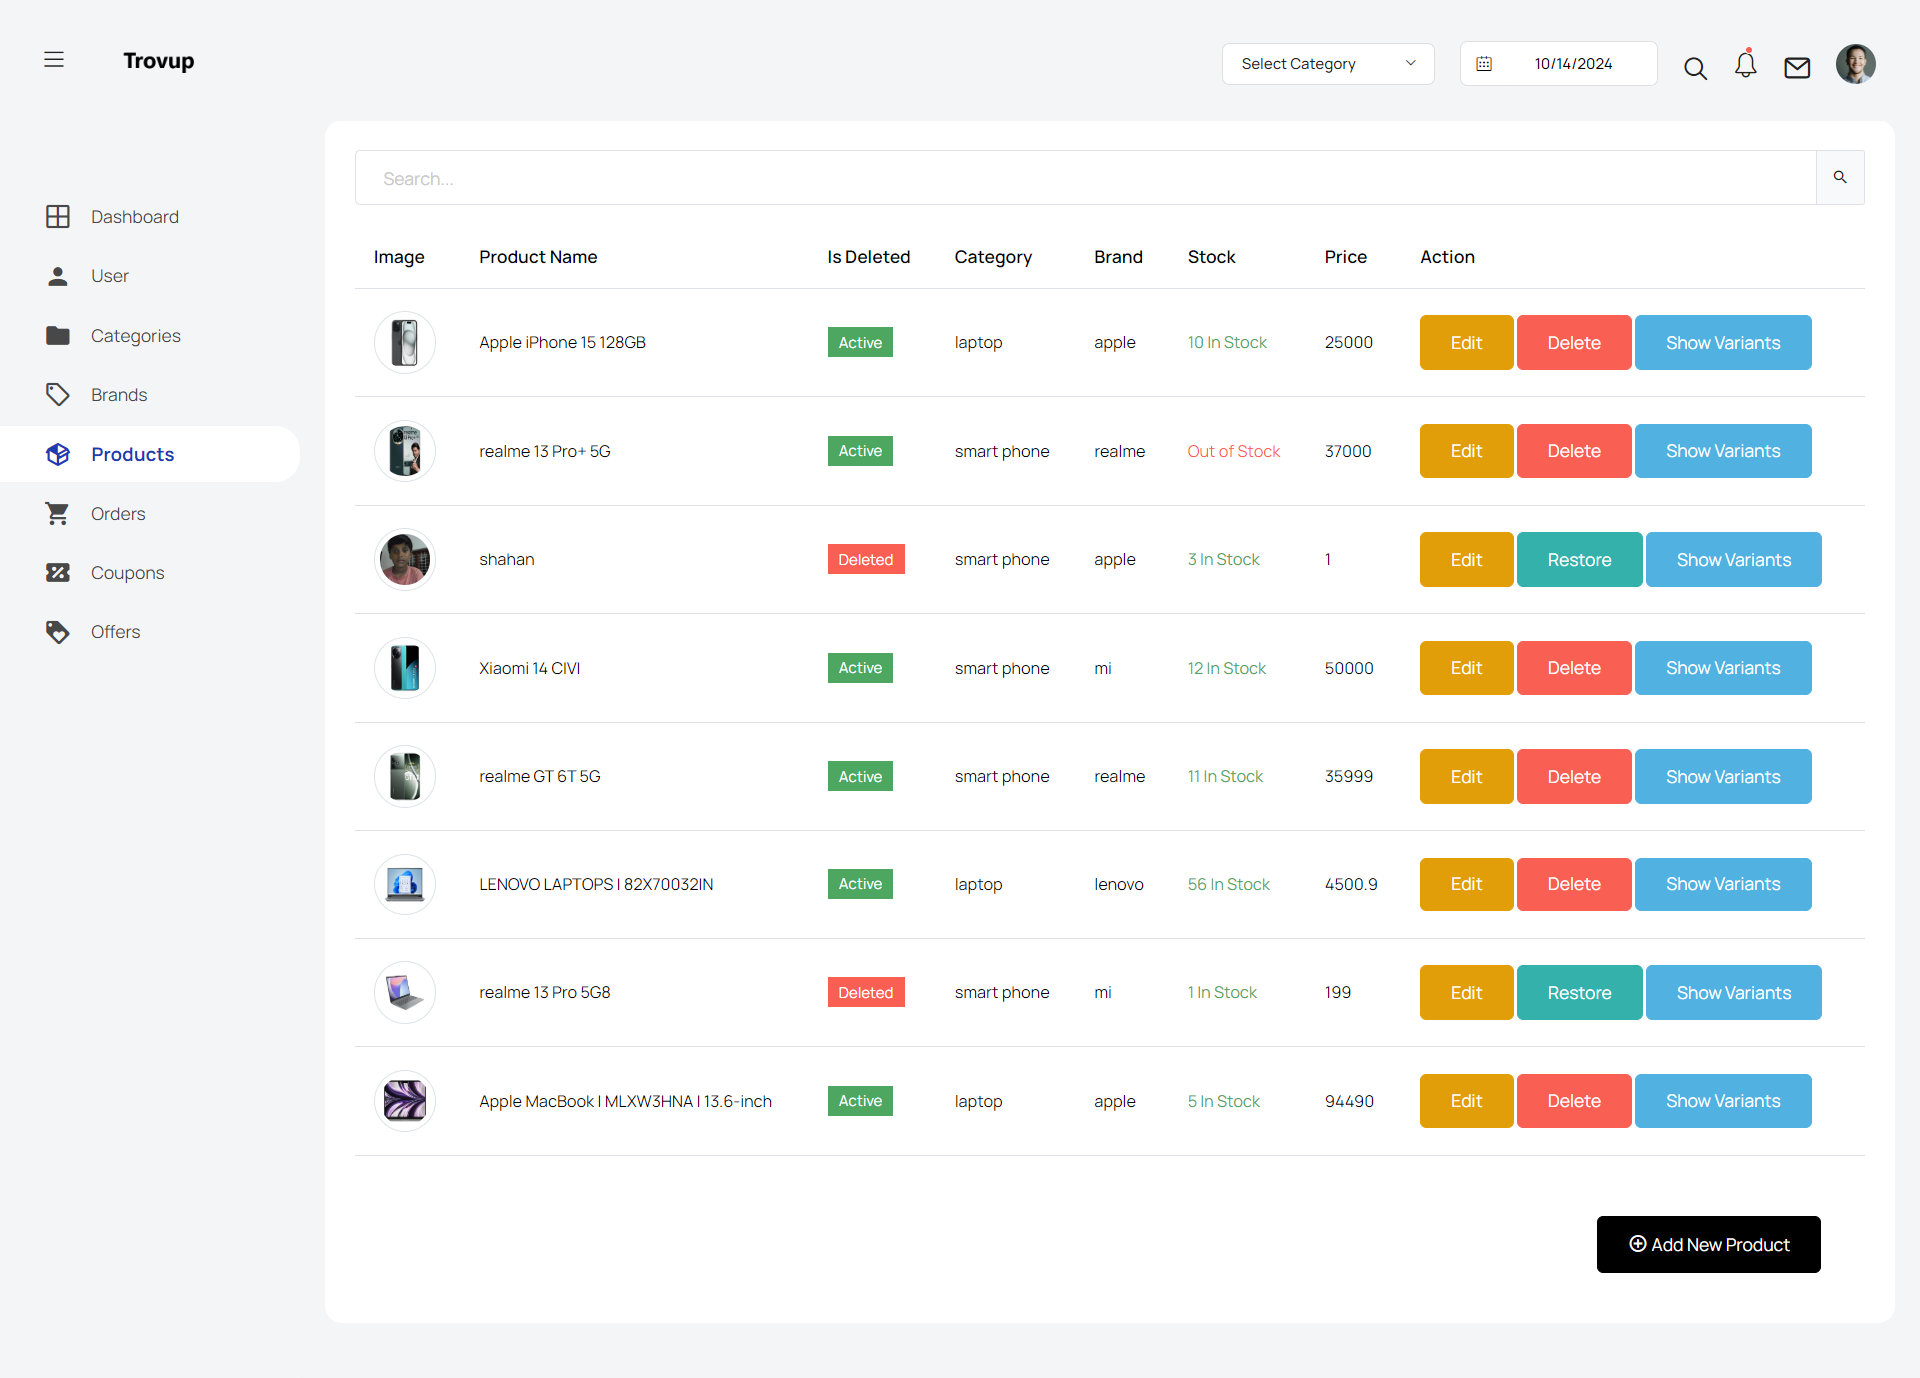 Trovup
Select Category
10/14/2024
Dashboard
User
Categories
Brands
Products
Orders
Coupons
Offers
Search...
Image Product Name Is Deleted Category Brand Stock Price Action
Apple iPhone 15 128GB Active laptop apple 10 In Stock 25000 Edit Delete Show Variants
realme 13 Pro+ 5G Active smart phone realme Out of Stock 37000 Edit Delete Show Variants
shahan Deleted smart phone apple 3 In Stock 1 Edit Restore Show Variants
Xiaomi 14 CIVI Active smart phone mi 12 In Stock 50000 Edit Delete Show Variants
realme GT 6T 5G Active smart phone realme 11 In Stock 35999 Edit Delete Show Variants
LENOVO LAPTOPS | 82X70032IN Active laptop lenovo 56 In Stock 4500.9 Edit Delete Show Variants
realme 13 Pro 5G8 Deleted smart phone mi 1 In Stock 199 Edit Restore Show Variants
Apple MacBook | MLXW3HNA | 13.6-inch Active laptop apple 5 In Stock 94490 Edit Delete Show Variants
Add New Product